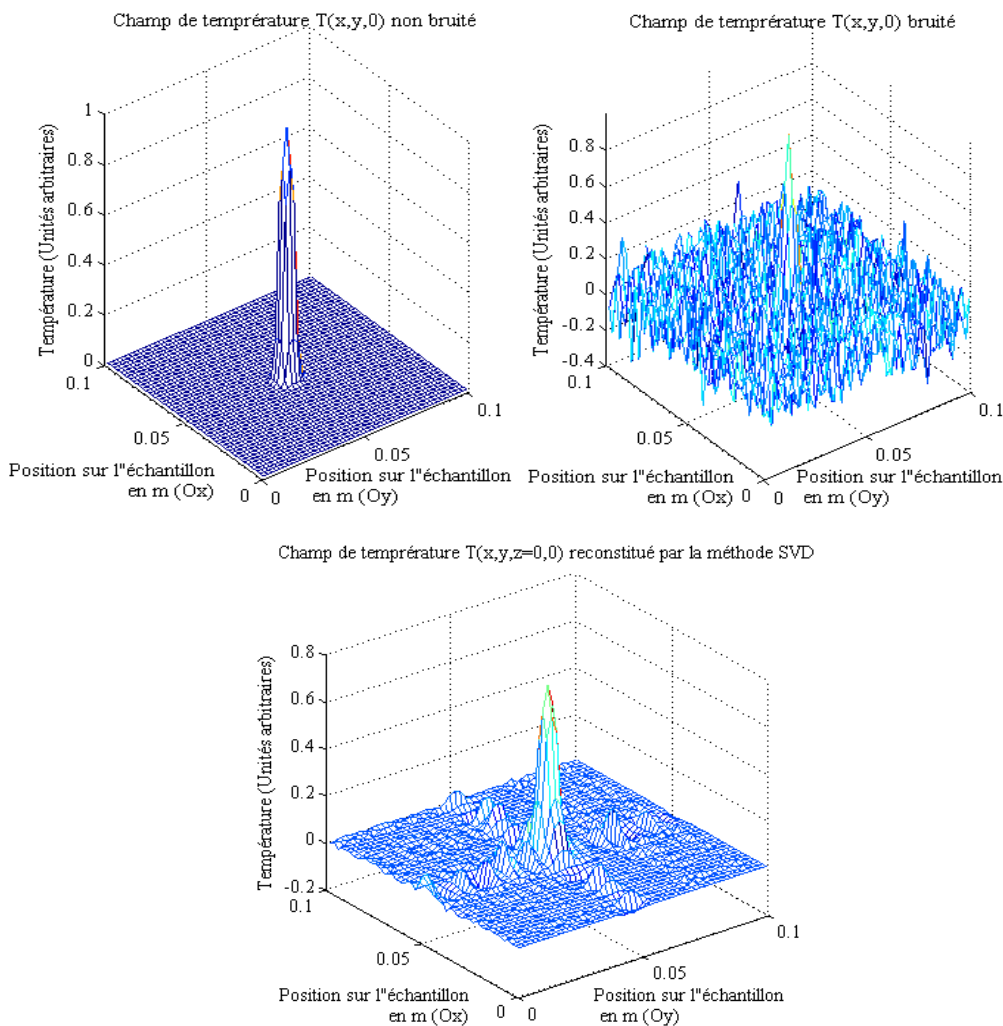 Champ de temprérature T(x,y,0) non bruité
Température (Unités arbitraires)
1
0.8
0.6
0.4
0.2
0
0.1
0.05
0
Position sur l''échantillon
en m (Ox)
0
0.05
0.1
Position sur l''échantillon
en m (Oy)
Champ de temprérature T(x,y,0) bruité
Température (Unités arbitraires)
0.8
0.6
0.4
0.2
0
-0.2
-0.4
0.1
0.05
0
Position sur l''échantillon
en m (Ox)
0
0.05
0.1
Position sur l''échantillon
en m (Oy)
Champ de temprérature T(x,y,z=0,0) reconstitué par la méthode SVD
Température (Unités arbitraires)
0.8
0.6
0.4
0.2
0
-0.2
0.1
0.05
0
Position sur l''échantillon
en m (Ox)
0
0.05
0.1
Position sur l''échantillon
en m (Oy)